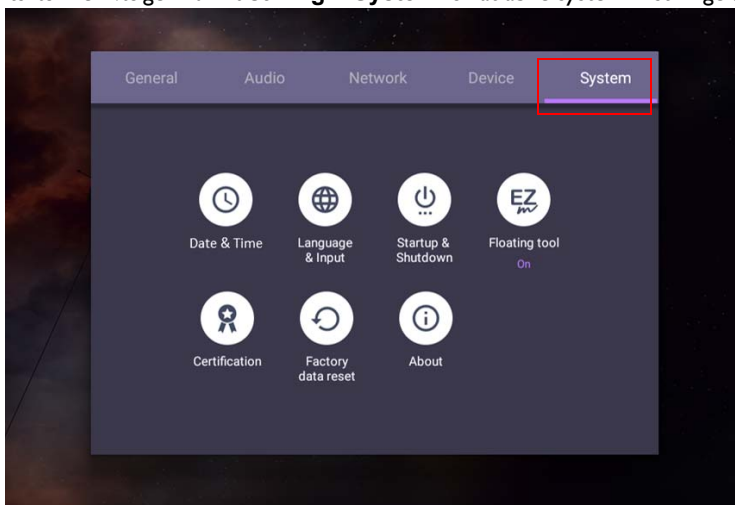 General Audio Network Device System
EZ
Date & Time
Language
& Input
Startup &
Shutdown
Floating tool
On
Certification
Factory
data reset
About